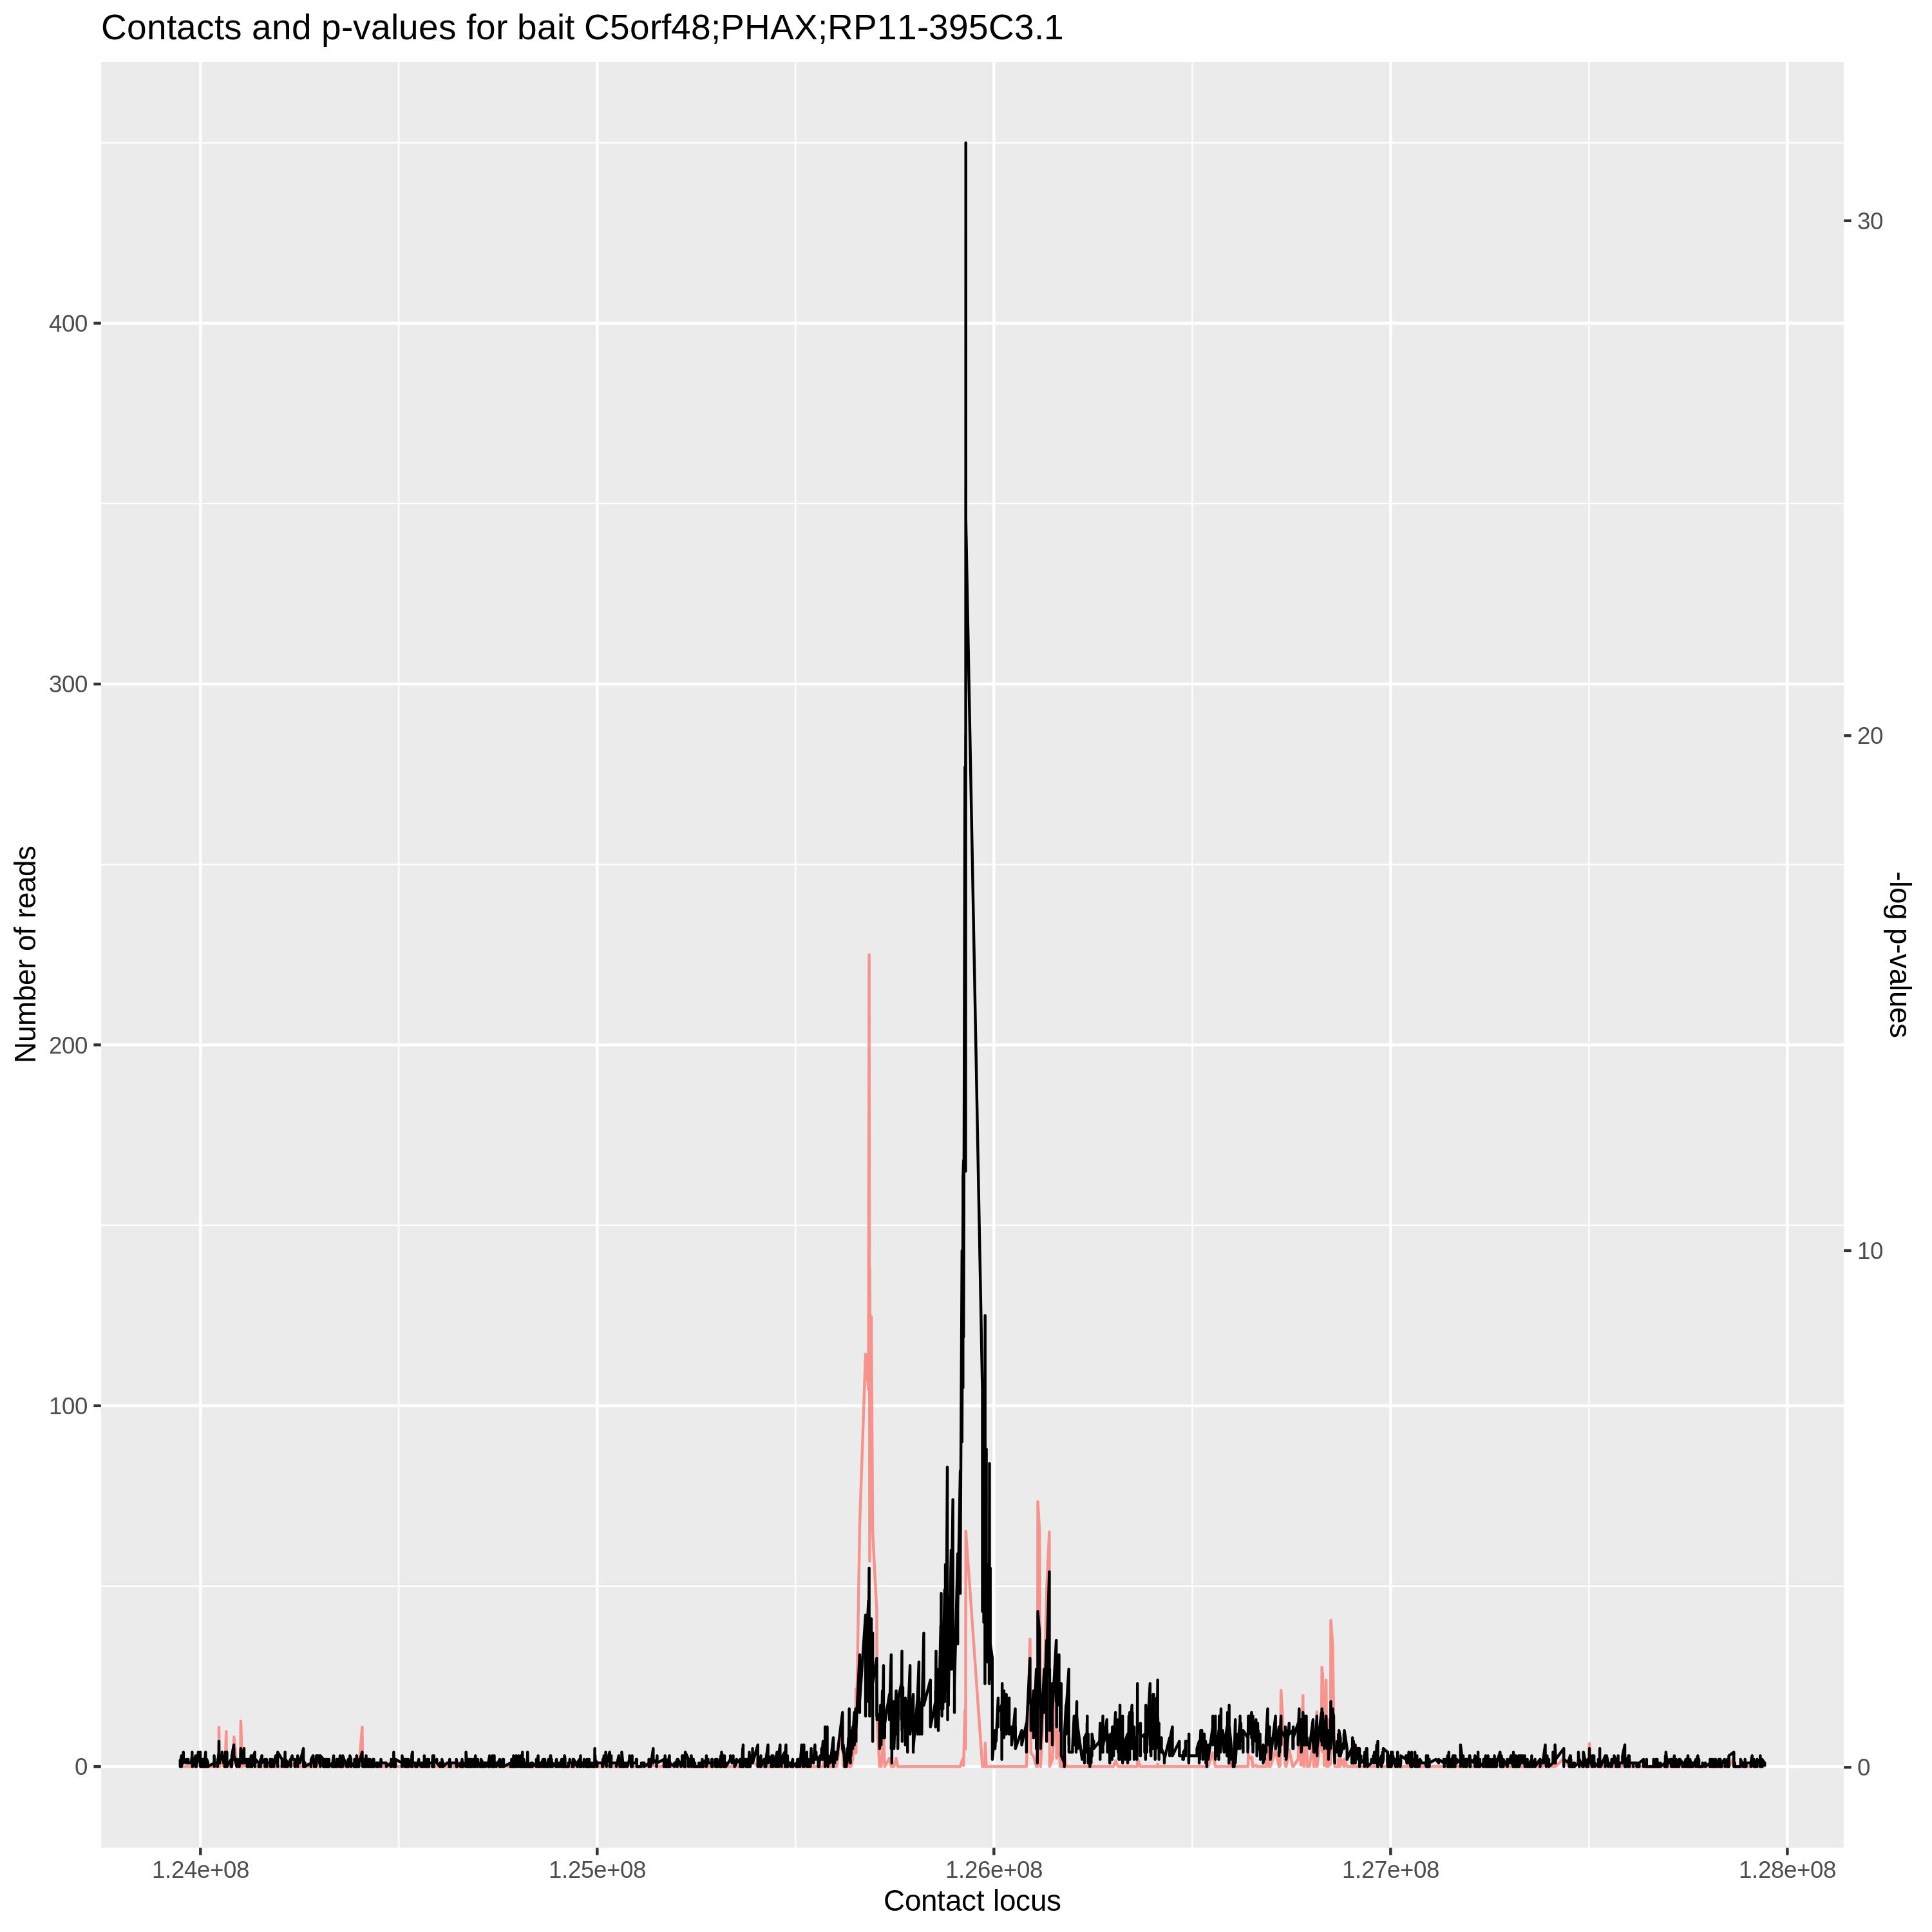 Contacts and p-values for bait C5orf48;PHAX;RP11-395C3.1
Number of reads
400
300
200
100
0
30
20
10
0
-log p-values
1.24e+08 1.25e+08 1.26e+08 1.27e+08 1.28e+08
Contact locus